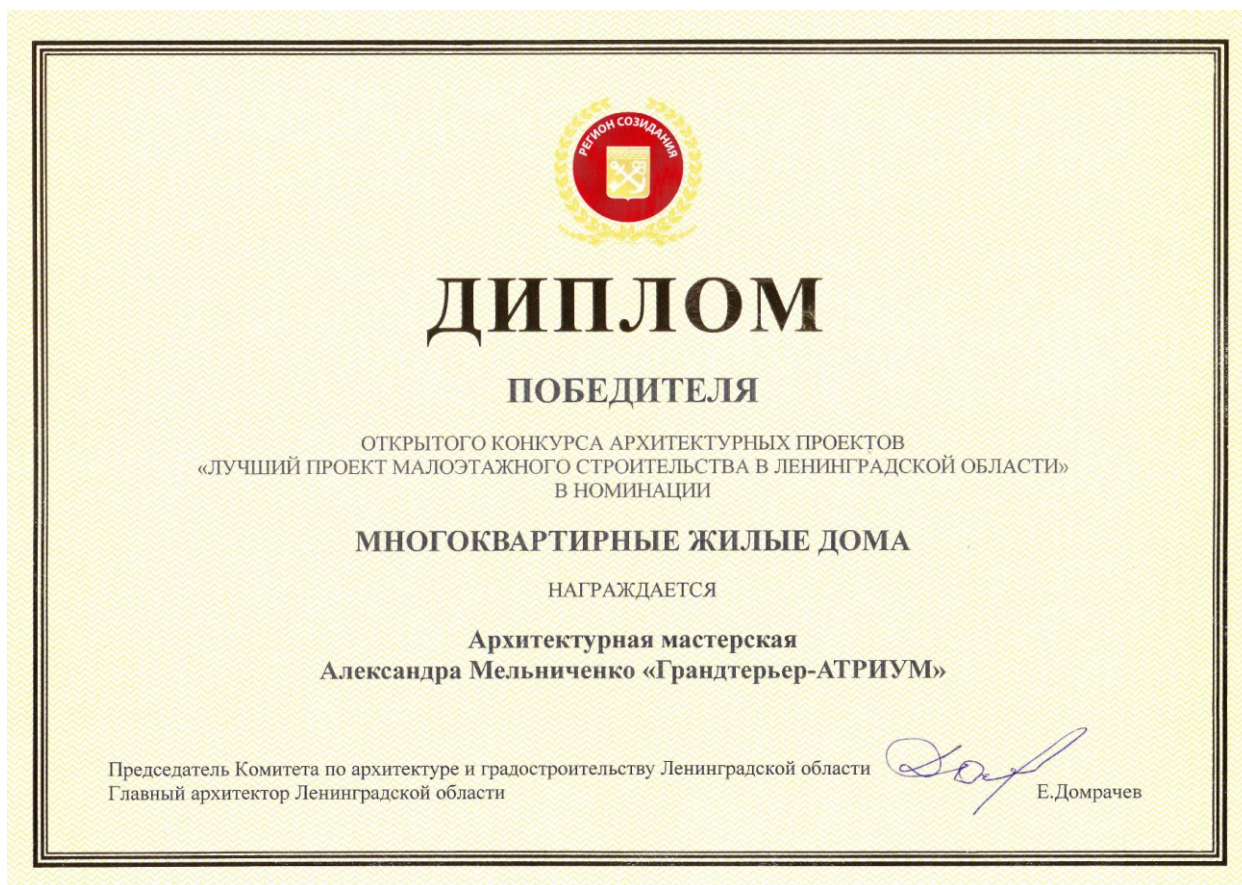 РЕГИОН СОЗИДАНИЯ
ДИПЛОМ
ПОБЕДИТЕЛЯ
ОТКРЫТОГО КОНКУРСА АРХИТЕКТУРНЫХ ПРОЕКТОВ
«ЛУЧШИЙ ПРОЕКТ МАЛОЭТАЖНОГО СТРОИТЕЛЬСТВА В ЛЕНИНГРАДСКОЙ ОБЛАСТИ»
В НОМИНАЦИИ
МНОГОКВАРТИРНЫЕ ЖИЛЫЕ ДОМА
НАГРАЖДАЕТСЯ
Архитектурная мастерская
Александра Мельниченко «Грандтерьер-АТРИУМ»
Председатель Комитета по архитектуре и градостроительству Ленинградской области
Главный архитектор Ленинградской области Е.Домрачев